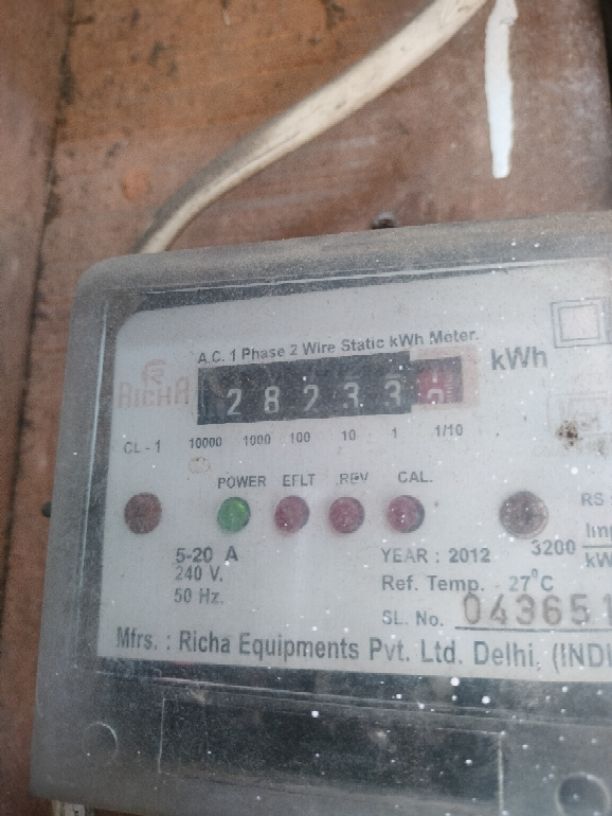 A.C. 1 Phase 2 Wire Static kWh Meter.
RICHA
28233
kWh
CL - 1
10000 1000 100 10 1 1/10
POWER EFLT REV CAL.
RS
5-20 A
240 V.
50 Hz.
YEAR : 2012
3200
Ref. Temp. - 27°C
SL. No. 043651
Mfrs. : Richa Equipments Pvt. Ltd. Delhi, (INDI